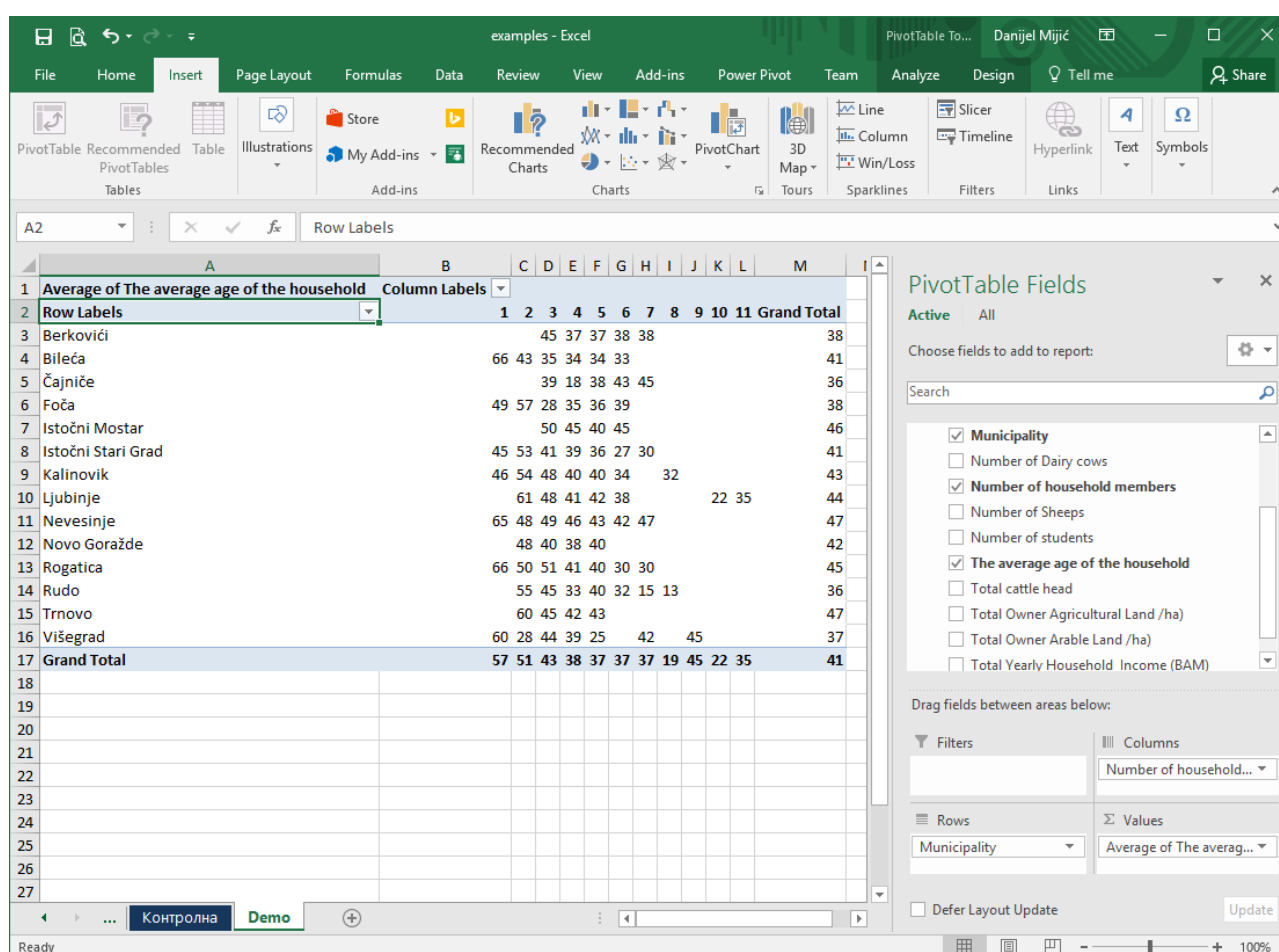 examples - Excel PivotTable To... Danijel Mijić
File Home Insert Page Layout Formulas Data Review View Add-ins Power Pivot Team Analyze Design Tell me Share
PivotTable Recommended PivotTables Table Illustrations Store My Add-ins Recommended Charts PivotChart 3D Map Line Column Win/Loss Slicer Timeline Hyperlink Text Symbols
Tables Add-ins Charts Tours Sparklines Filters Links
A2 fx Row Labels
A B C D E F G H I J K L M
1 Average of The average age of the household Column Labels
2 Row Labels 1 2 3 4 5 6 7 8 9 10 11 Grand Total
3 Berkovići 45 37 37 38 38 38
4 Bileća 66 43 35 34 34 33 41
5 Čajniče 39 18 38 43 45 36
6 Foča 49 57 28 35 36 39 38
7 Istočni Mostar 50 45 40 45 46
8 Istočni Stari Grad 45 53 41 39 36 27 30 41
9 Kalinovik 46 54 48 40 40 34 32 43
10 Ljubinje 61 48 41 42 38 22 35 44
11 Nevesinje 65 48 49 46 43 42 47 47
12 Novo Goražde 48 40 38 40 42
13 Rogatica 66 50 51 41 40 30 30 45
14 Rudo 55 45 33 40 32 15 13 36
15 Trnovo 60 45 42 43 47
16 Višegrad 60 28 44 39 25 42 45 37
17 Grand Total 57 51 43 38 37 37 37 19 45 22 35 41
18
19
20
21
22
23
24
25
26
27
... Контролна Demo
Ready
PivotTable Fields
Active All
Choose fields to add to report:
Search
Municipality
Number of Dairy cows
Number of household members
Number of Sheeps
Number of students
The average age of the household
Total cattle head
Total Owner Agricultural Land /ha)
Total Owner Arable Land /ha)
Total Yearly Household Income (BAM)
Drag fields between areas below:
Filters Columns
Number of household...
Rows Σ Values
Municipality Average of The averag...
Defer Layout Update Update
100%